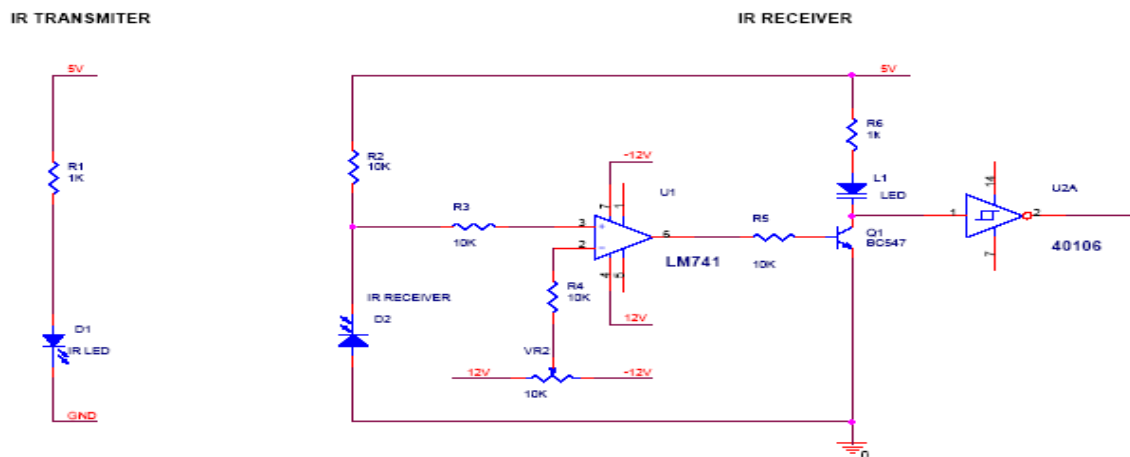 IR TRANSMITER
IR RECEIVER
5V
5V
R1
1K
R2
10K
R6
1k
-12V
L1
LED
14
U2A
U1
7
1
R3
10K
3
2
+
-
6
R5
10K
1
2
Q1
BC547
LM741
40106
4
5
7
R4
10K
IR RECEIVER
D2
12V
D1
IR LED
VR2
12V
-12V
10K
GND
0